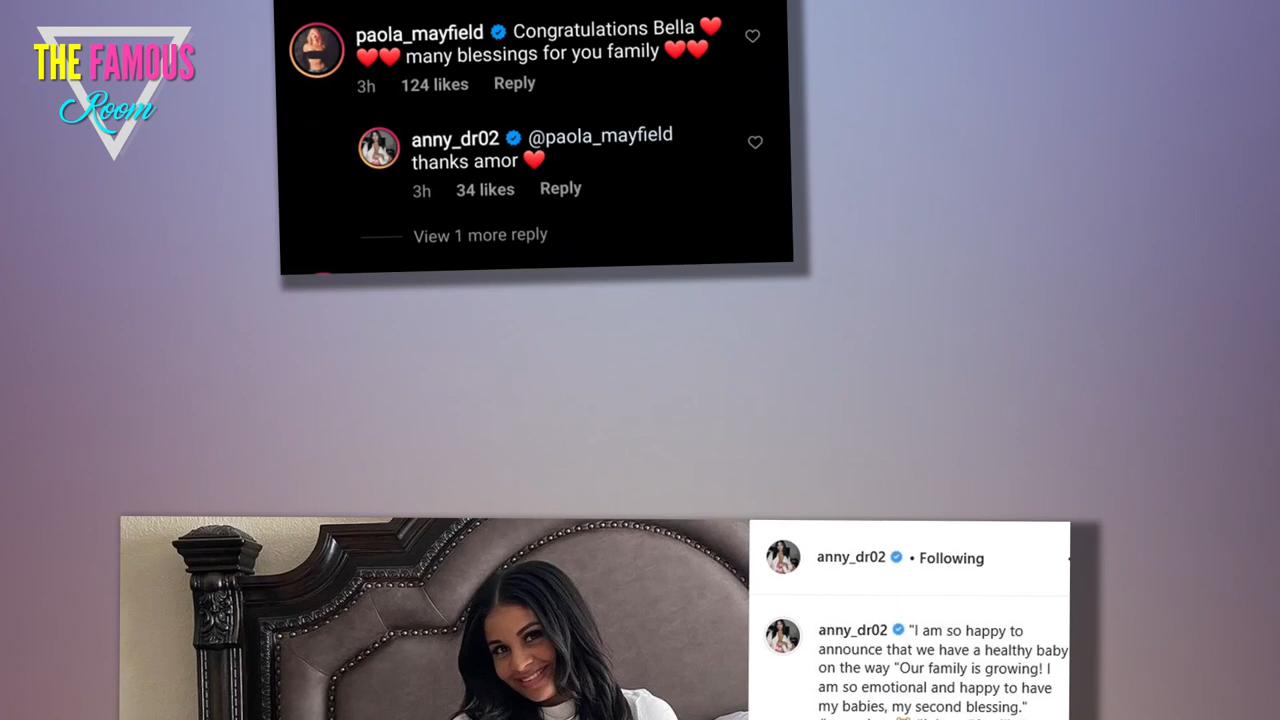 THE FAMOUS
Room
paola_mayfield Congratulations Bella ❤️
❤️❤️ many blessings for you family ❤️❤️
3h 124 likes Reply
anny_dr02 @paola_mayfield
thanks amor ❤️
3h 34 likes Reply
View 1 more reply
anny_dr02 • Following
anny_dr02 "I am so happy to
announce that we have a healthy baby
on the way "Our family is growing! I
am so emotional and happy to have
my babies, my second blessing."